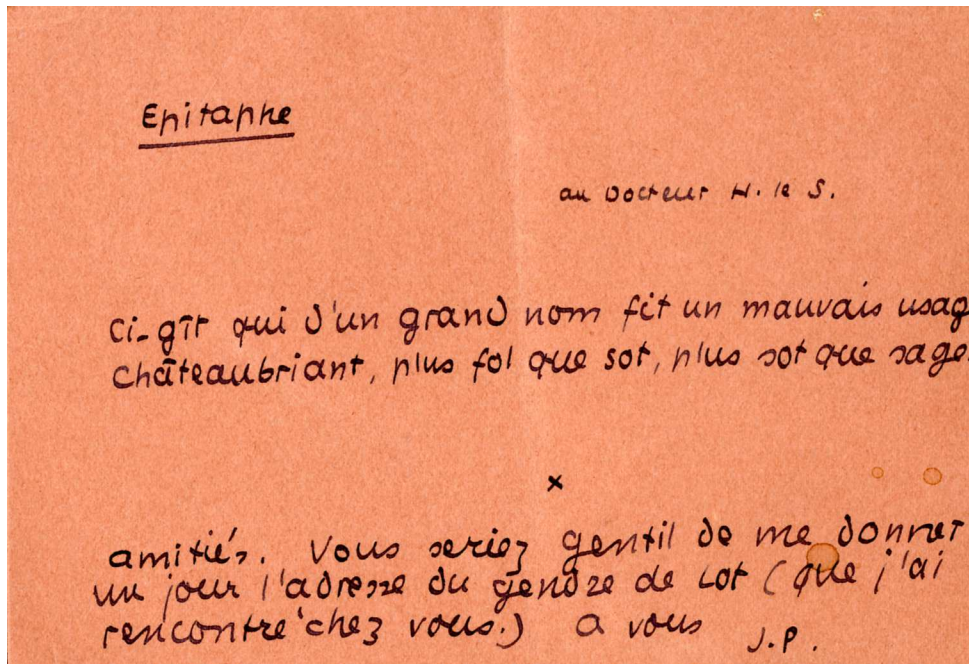 Epitaphe
au Docteur H. le S.
Ci-gît qui d'un grand nom fit un mauvais usag
Châteaubriant, plus fol que sot, plus sot que sage.
x
amitiés. Vous seriez gentil de me donner
un jour l'adresse du gendre de Lot (que j'ai
rencontré chez vous.) a vous
J.P.